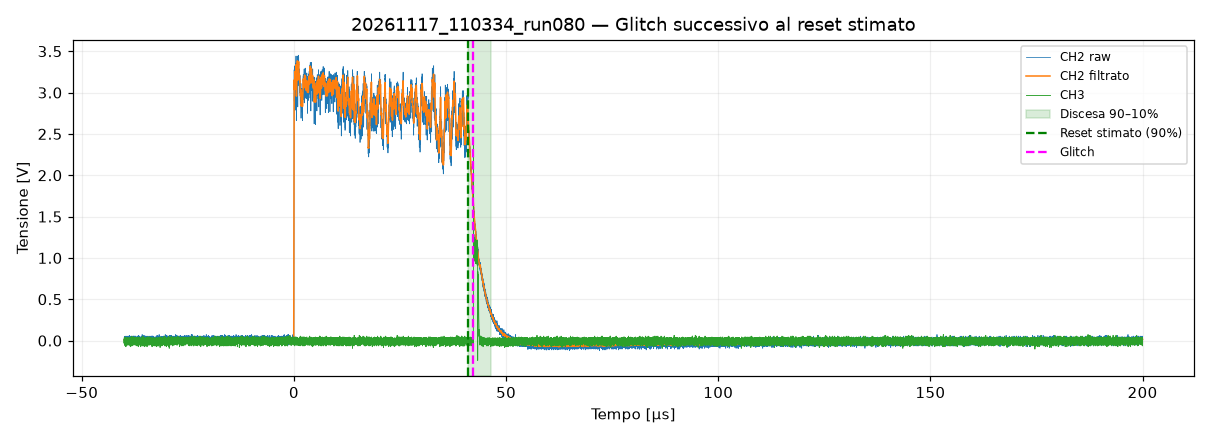 20261117_110334_run080 — Glitch successivo al reset stimato
Tensione [V]
3.5
3.0
2.5
2.0
1.5
1.0
0.5
0.0
CH2 raw
CH2 filtrato
CH3
Discesa 90–10%
Reset stimato (90%)
Glitch
−50
0
50
100
150
200
Tempo [µs]